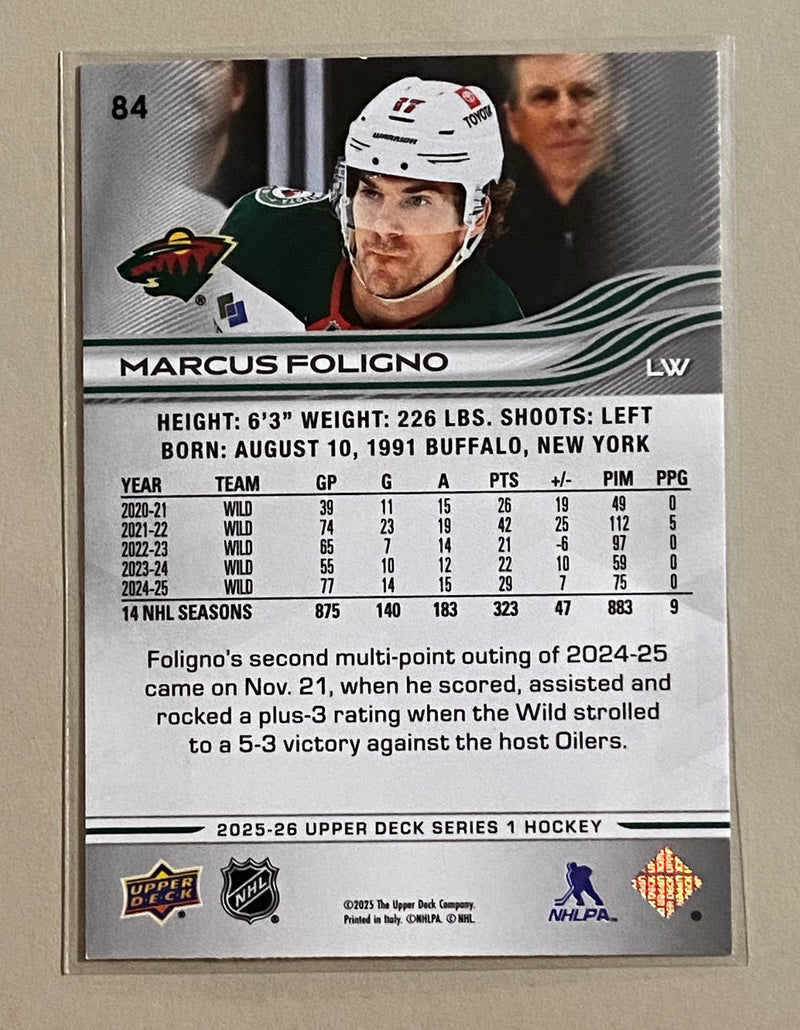 84
17
TOYOTA
WARRIOR
MARCUS FOLIGNO
LW
HEIGHT: 6'3" WEIGHT: 226 LBS. SHOOTS: LEFT
BORN: AUGUST 10, 1991 BUFFALO, NEW YORK
YEAR TEAM GP G A PTS +/- PIM PPG
2020-21 WILD 39 11 15 26 19 49 0
2021-22 WILD 74 23 19 42 25 112 5
2022-23 WILD 65 7 14 21 -6 97 0
2023-24 WILD 55 10 12 22 10 59 0
2024-25 WILD 77 14 15 29 7 75 0
14 NHL SEASONS 875 140 183 323 47 883 9
Foligno's second multi-point outing of 2024-25
came on Nov. 21, when he scored, assisted and
rocked a plus-3 rating when the Wild strolled
to a 5-3 victory against the host Oilers.
2025-26 UPPER DECK SERIES 1 HOCKEY
UPPER
D·E·C·K
®
NHL
®
©2025 The Upper Deck Company.
Printed in Italy. ©NHLPA. © NHL.
NHLPA™
®